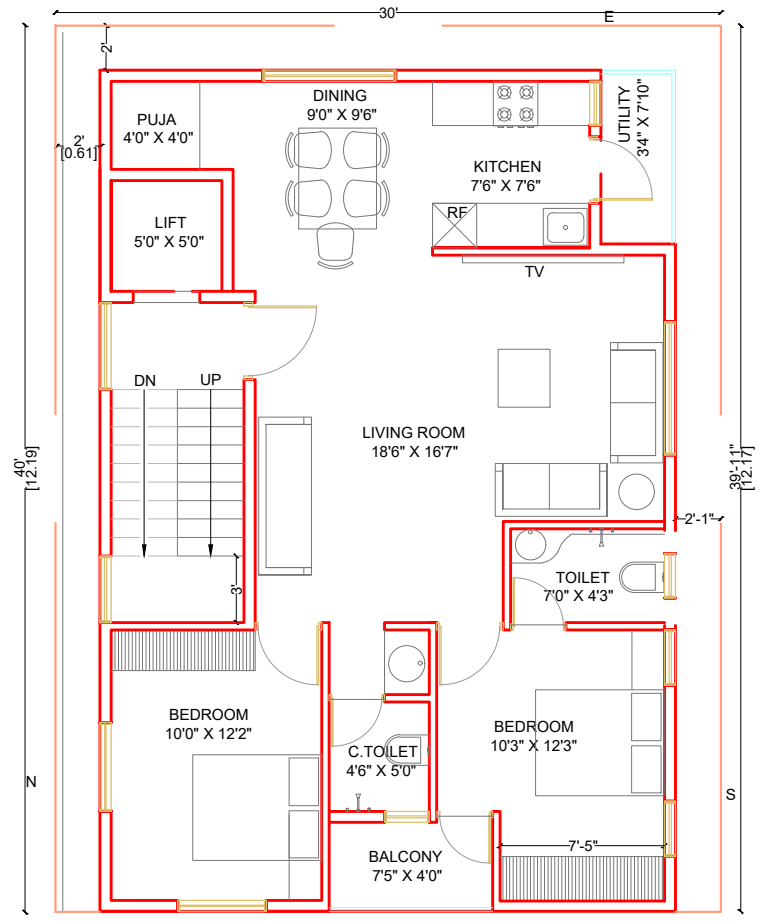 30'
E
2'
2'
[0.61]
PUJA
4'0" X 4'0"
DINING
9'0" X 9'6"
UTILITY
3'4" X 7'10"
KITCHEN
7'6" X 7'6"
RF
LIFT
5'0" X 5'0"
TV
DN
UP
LIVING ROOM
18'6" X 16'7"
40'
[12.19]
39'-11"
[12.17]
2'-1"
3'
TOILET
7'0" X 4'3"
BEDROOM
10'0" X 12'2"
BEDROOM
10'3" X 12'3"
C.TOILET
4'6" X 5'0"
N
S
BALCONY
7'5" X 4'0"
7'-5"